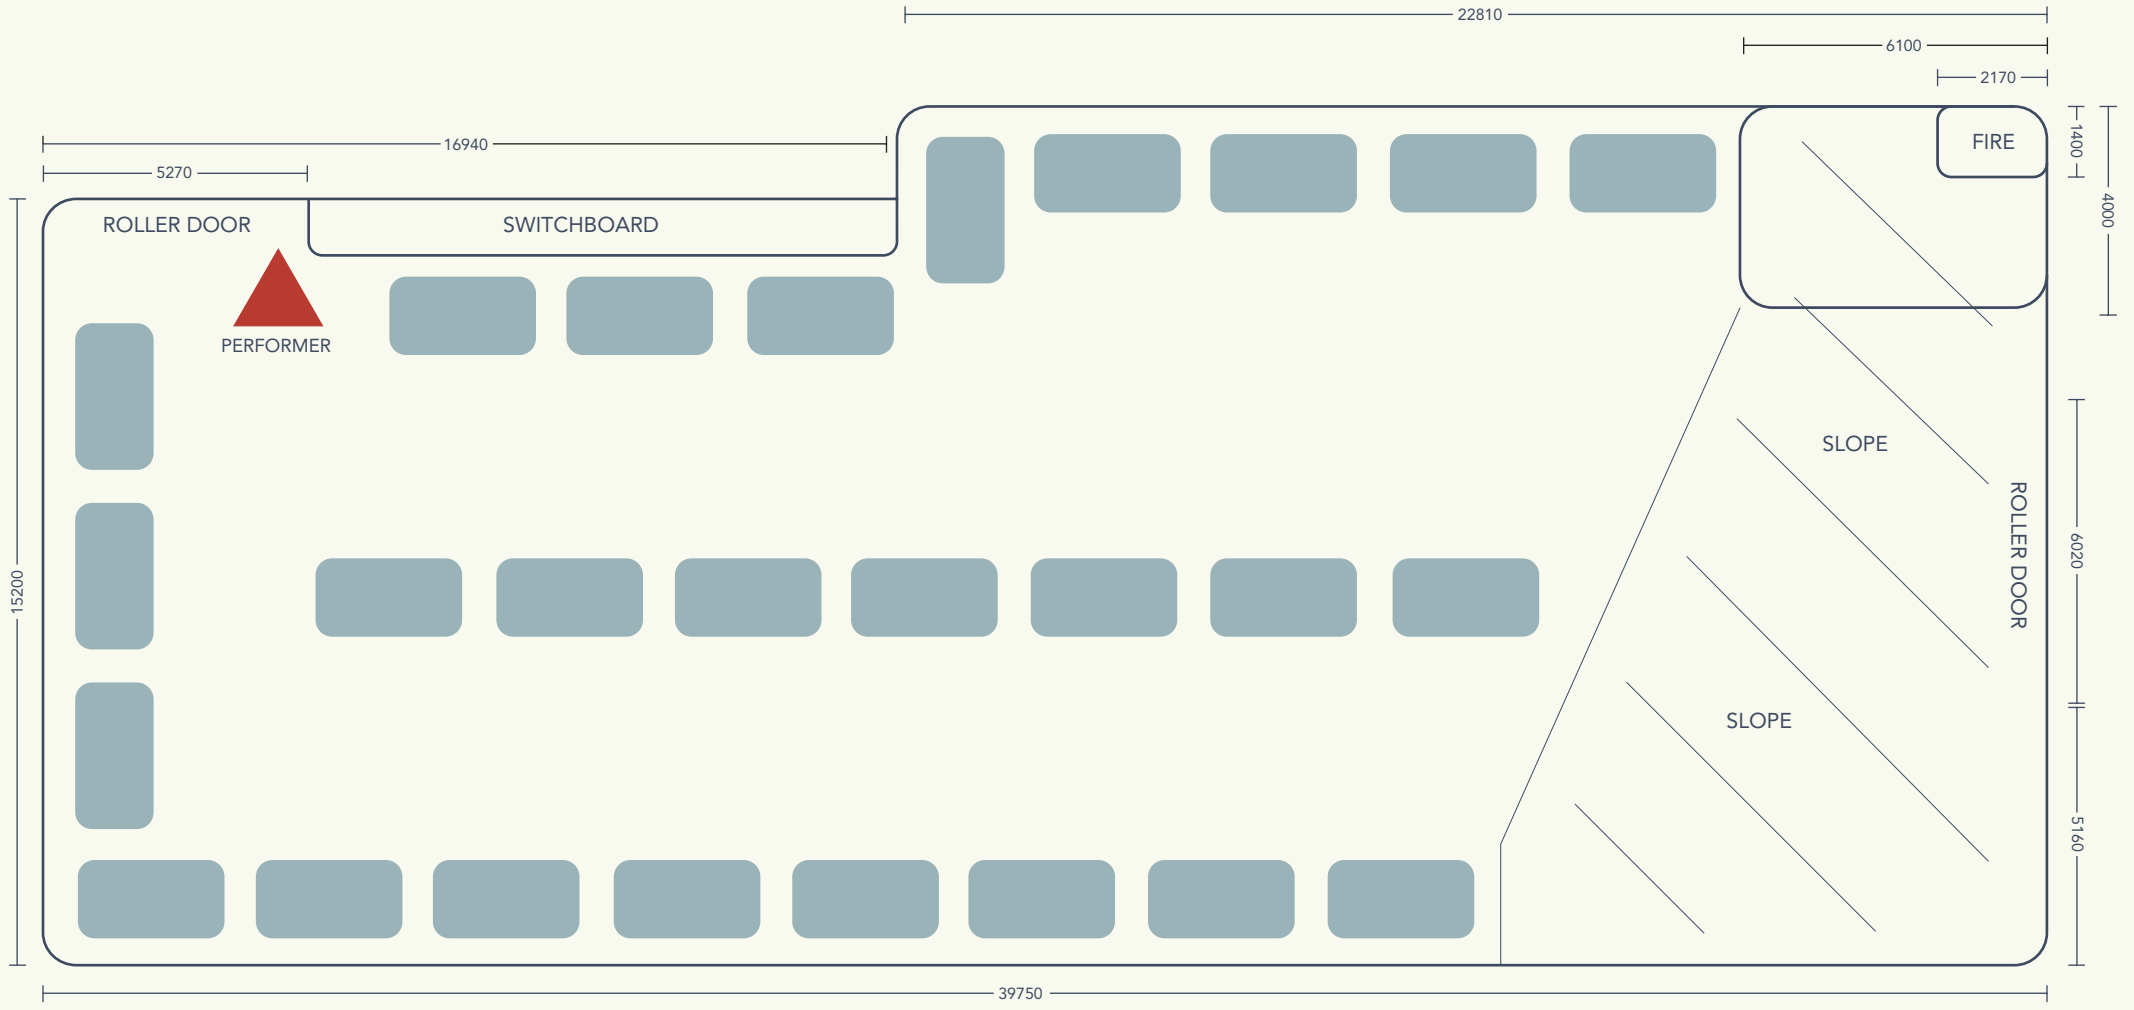 22810
6100
2170
16940
5270
1400
4000
FIRE
ROLLER DOOR
SWITCHBOARD
PERFORMER
SLOPE
ROLLER DOOR
6020
15200
SLOPE
5160
39750